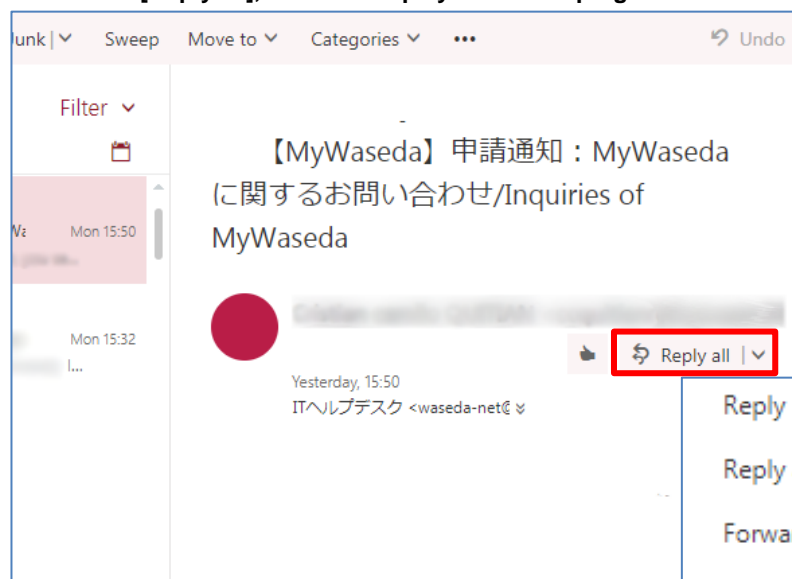 Junk | Sweep Move to Categories ••• Undo
Filter
【MyWaseda】申請通知：MyWaseda
に関するお問い合わせ/Inquiries of
MyWaseda
Mon 15:50
Mon 15:32
Reply all
Yesterday, 15:50
ITヘルプデスク <waseda-net@
Reply
Reply
Forwa